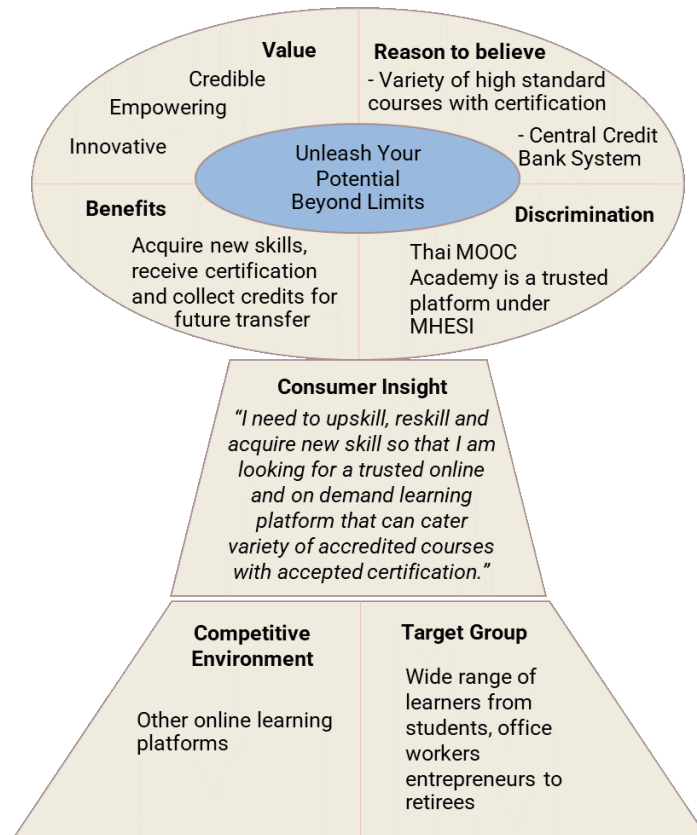 Value
Credible
Empowering
Innovative
Reason to believe
- Variety of high standard
courses with certification
- Central Credit
Bank System
Unleash Your
Potential
Beyond Limits
Benefits
Acquire new skills,
receive certification
and collect credits for
future transfer
Discrimination
Thai MOOC
Academy is a trusted
platform under
MHESI
Consumer Insight
“I need to upskill, reskill and
acquire new skill so that I am
looking for a trusted online
and on demand learning
platform that can cater
variety of accredited courses
with accepted certification.”
Competitive
Environment
Other online learning
platforms
Target Group
Wide range of
learners from
students, office
workers
entrepreneurs to
retirees